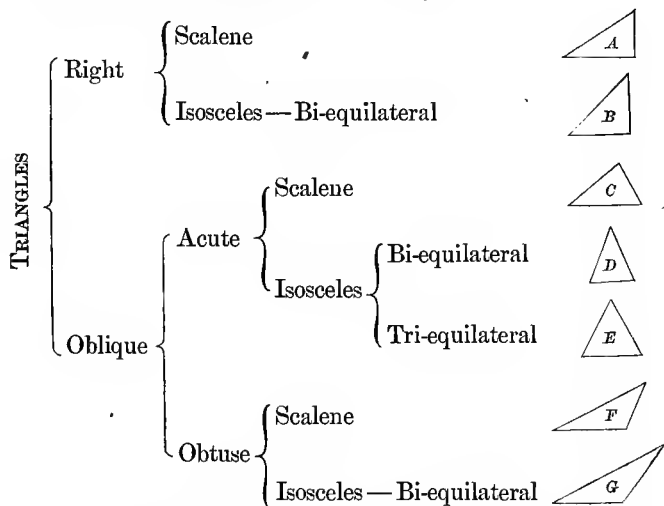 Scalene
A
Right
Isosceles — Bi-equilateral
B
TRIANGLES
Scalene
C
Acute
Bi-equilateral
D
Isosceles
Tri-equilateral
E
Oblique
Scalene
F
Obtuse
Isosceles — Bi-equilateral
G